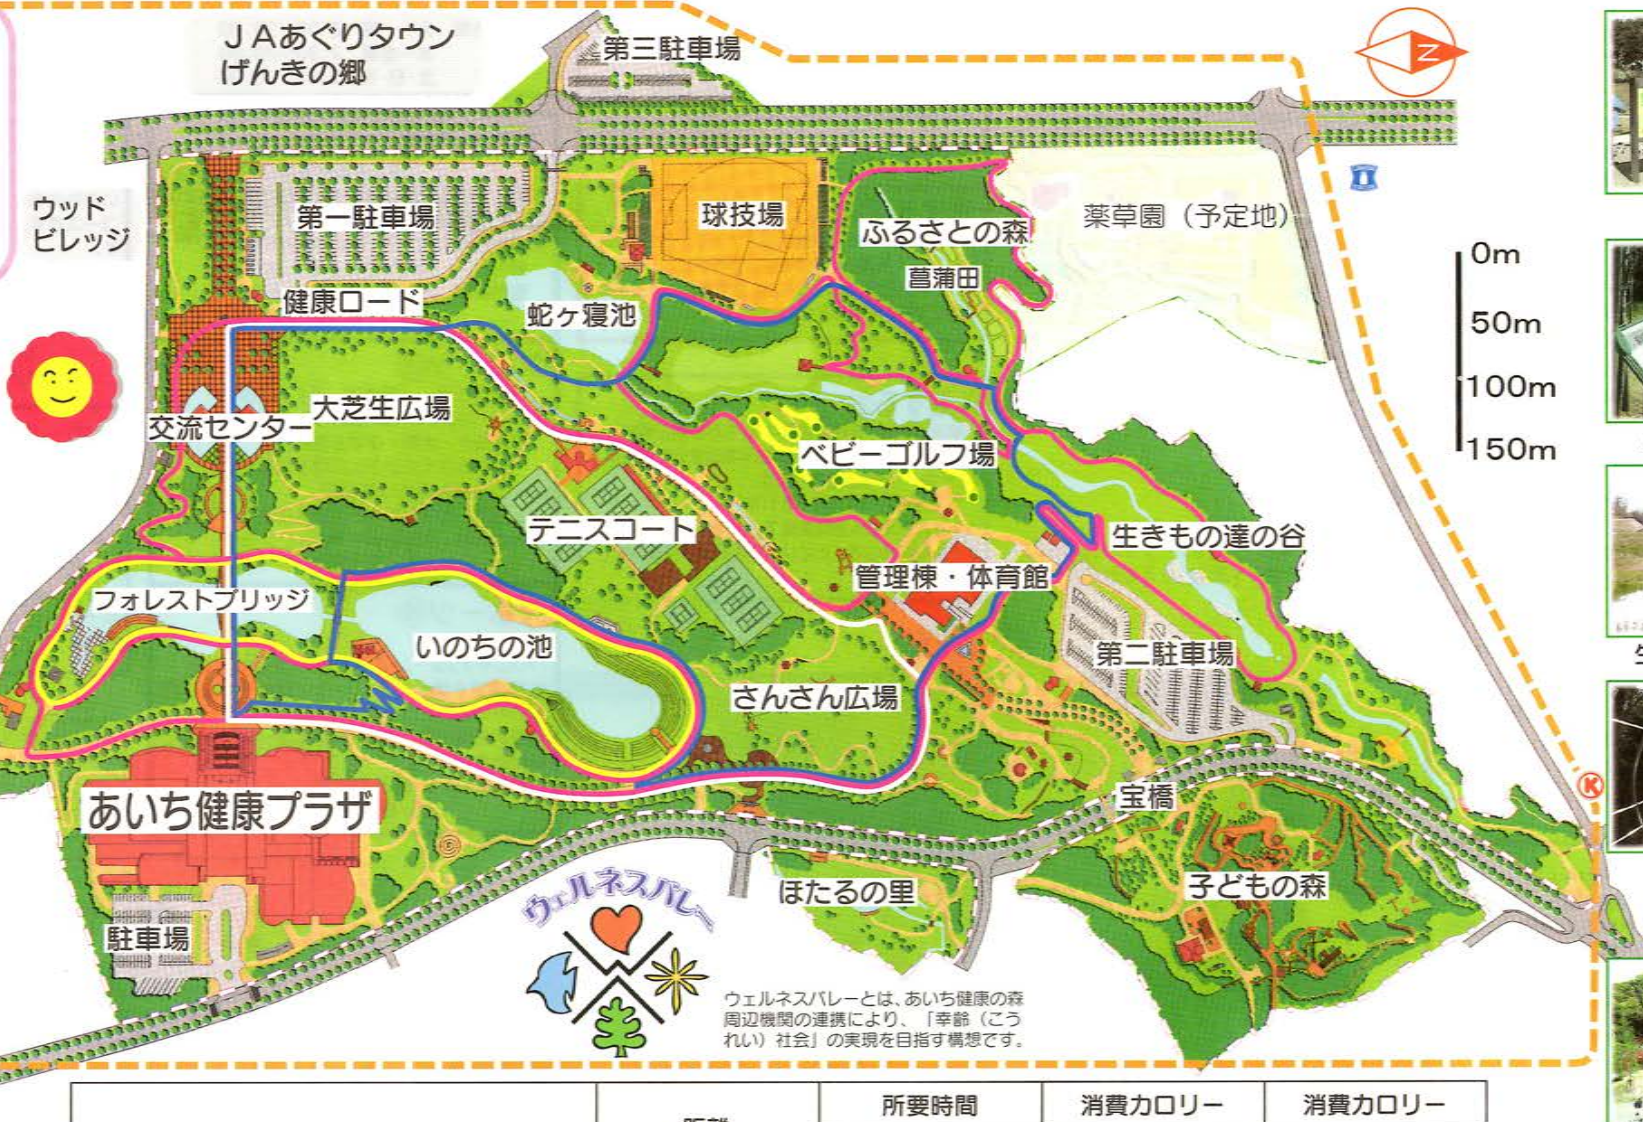 JAあぐりタウン
げんきの郷
第三駐車場
N
ウッド
ビレッジ
第一駐車場
球技場
ふるさとの森
薬草園（予定地）
菖蒲田
0m
50m
100m
150m
健康ロード
蛇ヶ寝池
大芝生広場
交流センター
ベビーゴルフ場
テニスコート
生きもの達の谷
管理棟・体育館
フォレストブリッジ
いのちの池
第二駐車場
さんさん広場
あいち健康プラザ
宝橋
K
子どもの森
ほたるの里
駐車場
ウェルネスバレー
ウェルネスバレーとは、あいち健康の森
周辺機関の連携により、「幸齢（こう
れい）社会」の実現を目指す構想です。
所要時間
消費カロリー
消費カロリー